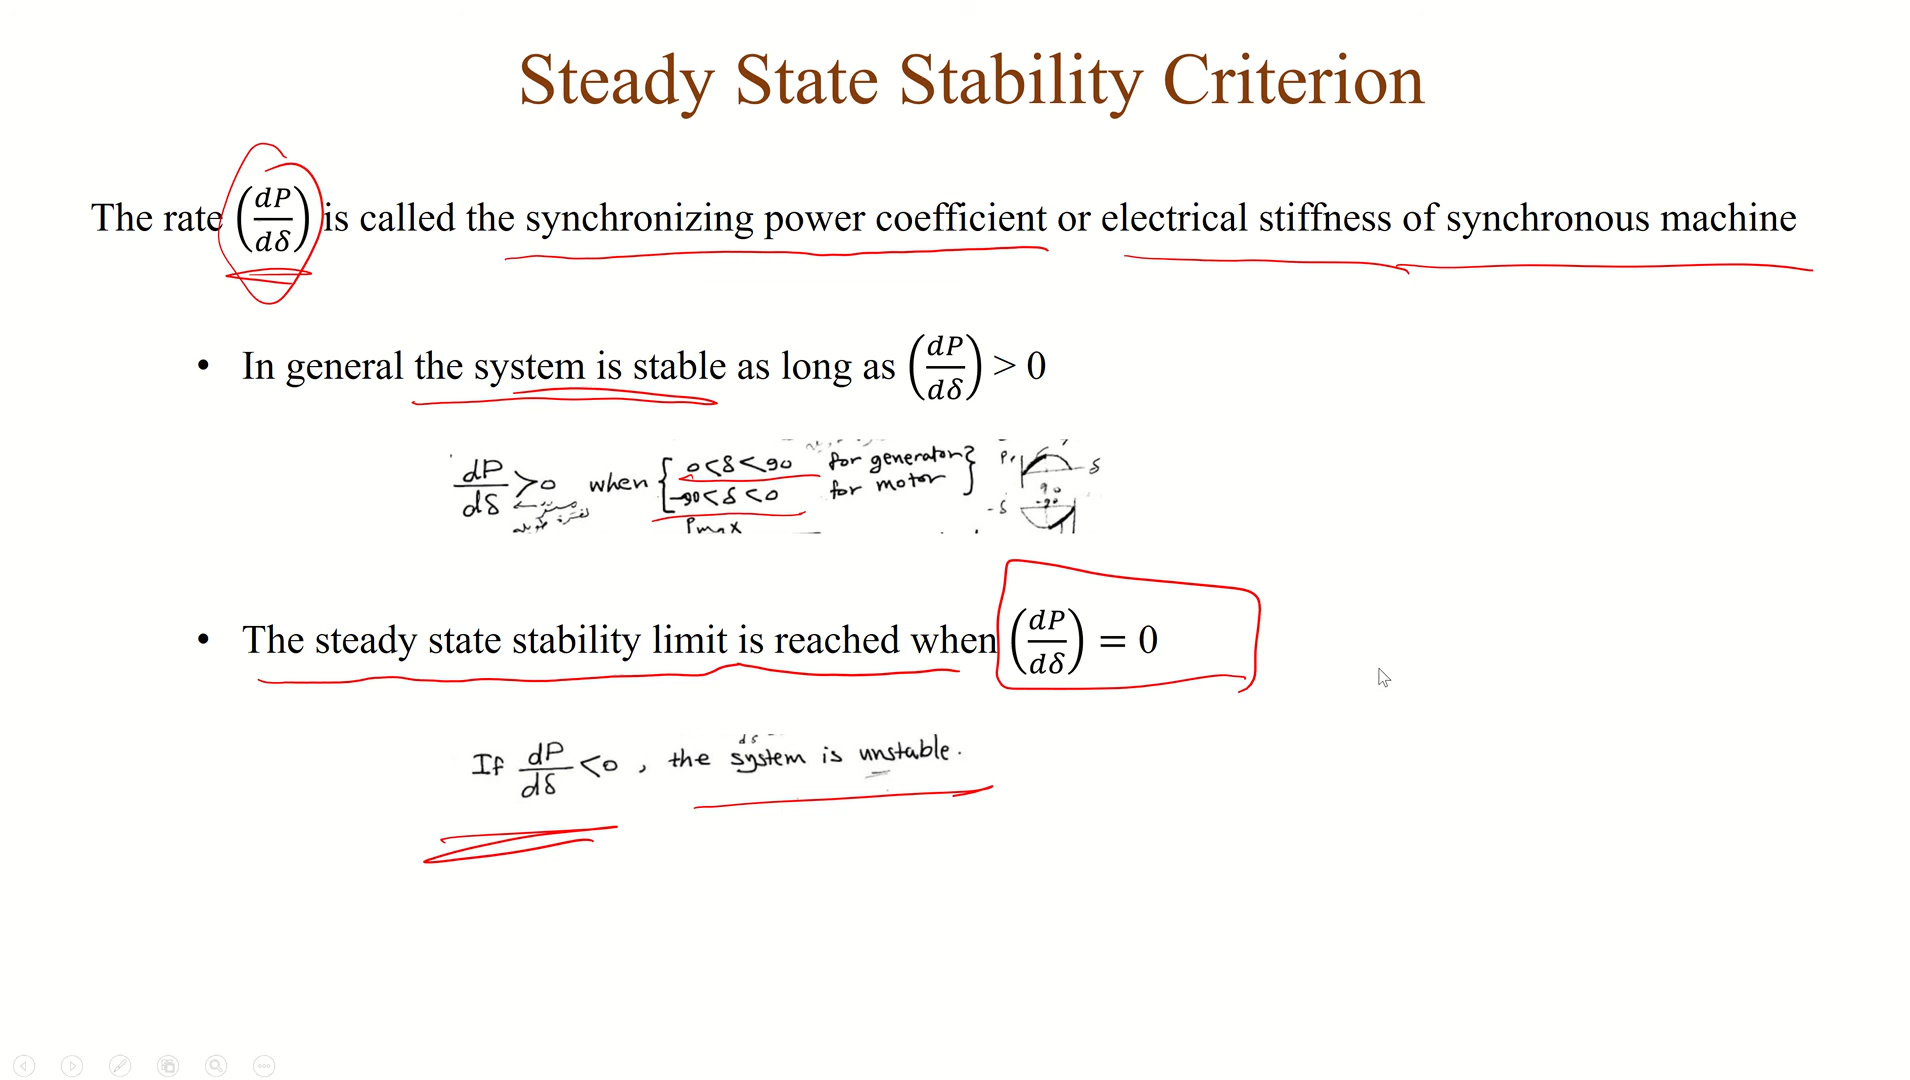 Steady State Stability Criterion
The rate (dP/dδ) is called the synchronizing power coefficient or electrical stiffness of synchronous machine
• In general the system is stable as long as (dP/dδ) > 0
dP/dδ >0 when { 0<δ<90 for generator }
-90<δ<0 for motor
Pmax
δ
90
-90
-δ
• The steady state stability limit is reached when (dP/dδ) = 0
If dP/dδ <0 , the system is unstable.